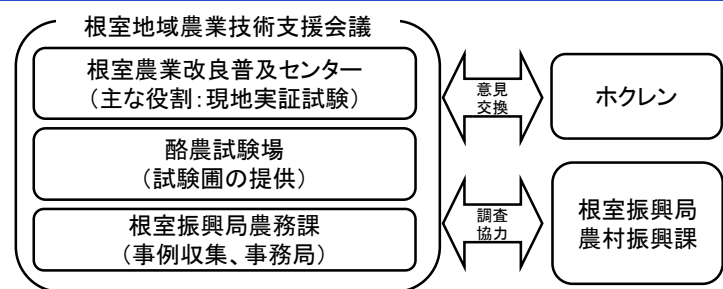 根室地域農業技術支援会議
根室農業改良普及センター
（主な役割：現地実証試験）
酪農試験場
（試験圃の提供）
根室振興局農務課
（事例収集、事務局）
意見
交換
ホクレン
調査
協力
根室振興局
農村振興課